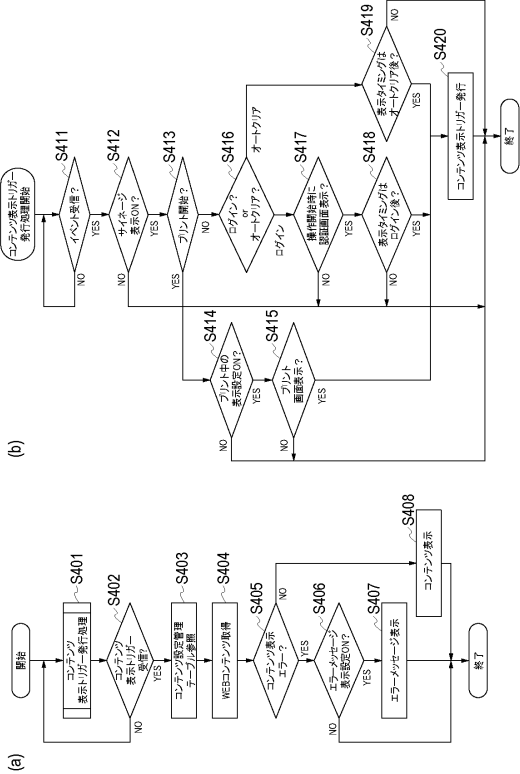 (a)
開始
コンテンツ
表示トリガー発行処理
S401
コンテンツ
表示トリガー
受信?
S402
NO
YES
コンテンツ設定管理
テーブル参照
S403
WEBコンテンツ取得
S404
コンテンツ表示
エラー?
S405
NO
YES
エラーメッセージ
表示設定ON?
S406
NO
YES
エラーメッセージ表示
S407
コンテンツ表示
S408
終了
(b)
コンテンツ表示トリガー
発行処理開始
イベント受信?
S411
NO
YES
サイネージ
表示ON?
S412
NO
YES
プリント開始?
S413
YES
NO
プリント中の
表示設定ON?
S414
NO
YES
プリント
画面表示?
S415
NO
YES
ログイン?
or
オートクリア?
S416
オートクリア
ログイン
操作開始時に
認証画面表示?
S417
NO
YES
表示タイミングは
ログイン後?
S418
NO
YES
表示タイミングは
オートクリア後?
S419
NO
YES
コンテンツ表示トリガー発行
S420
終了